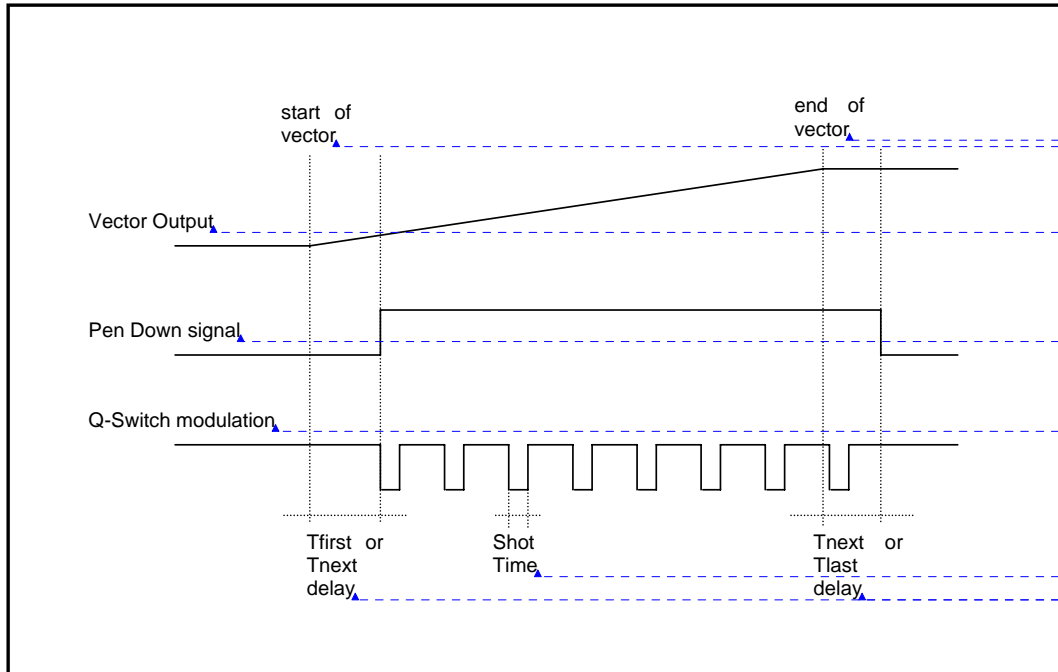 start of
vector
end of
vector
Vector Output
Pen Down signal
Q-Switch modulation
Tfirst or
Tnext
delay
Shot
Time
Tnext or
Tlast
delay